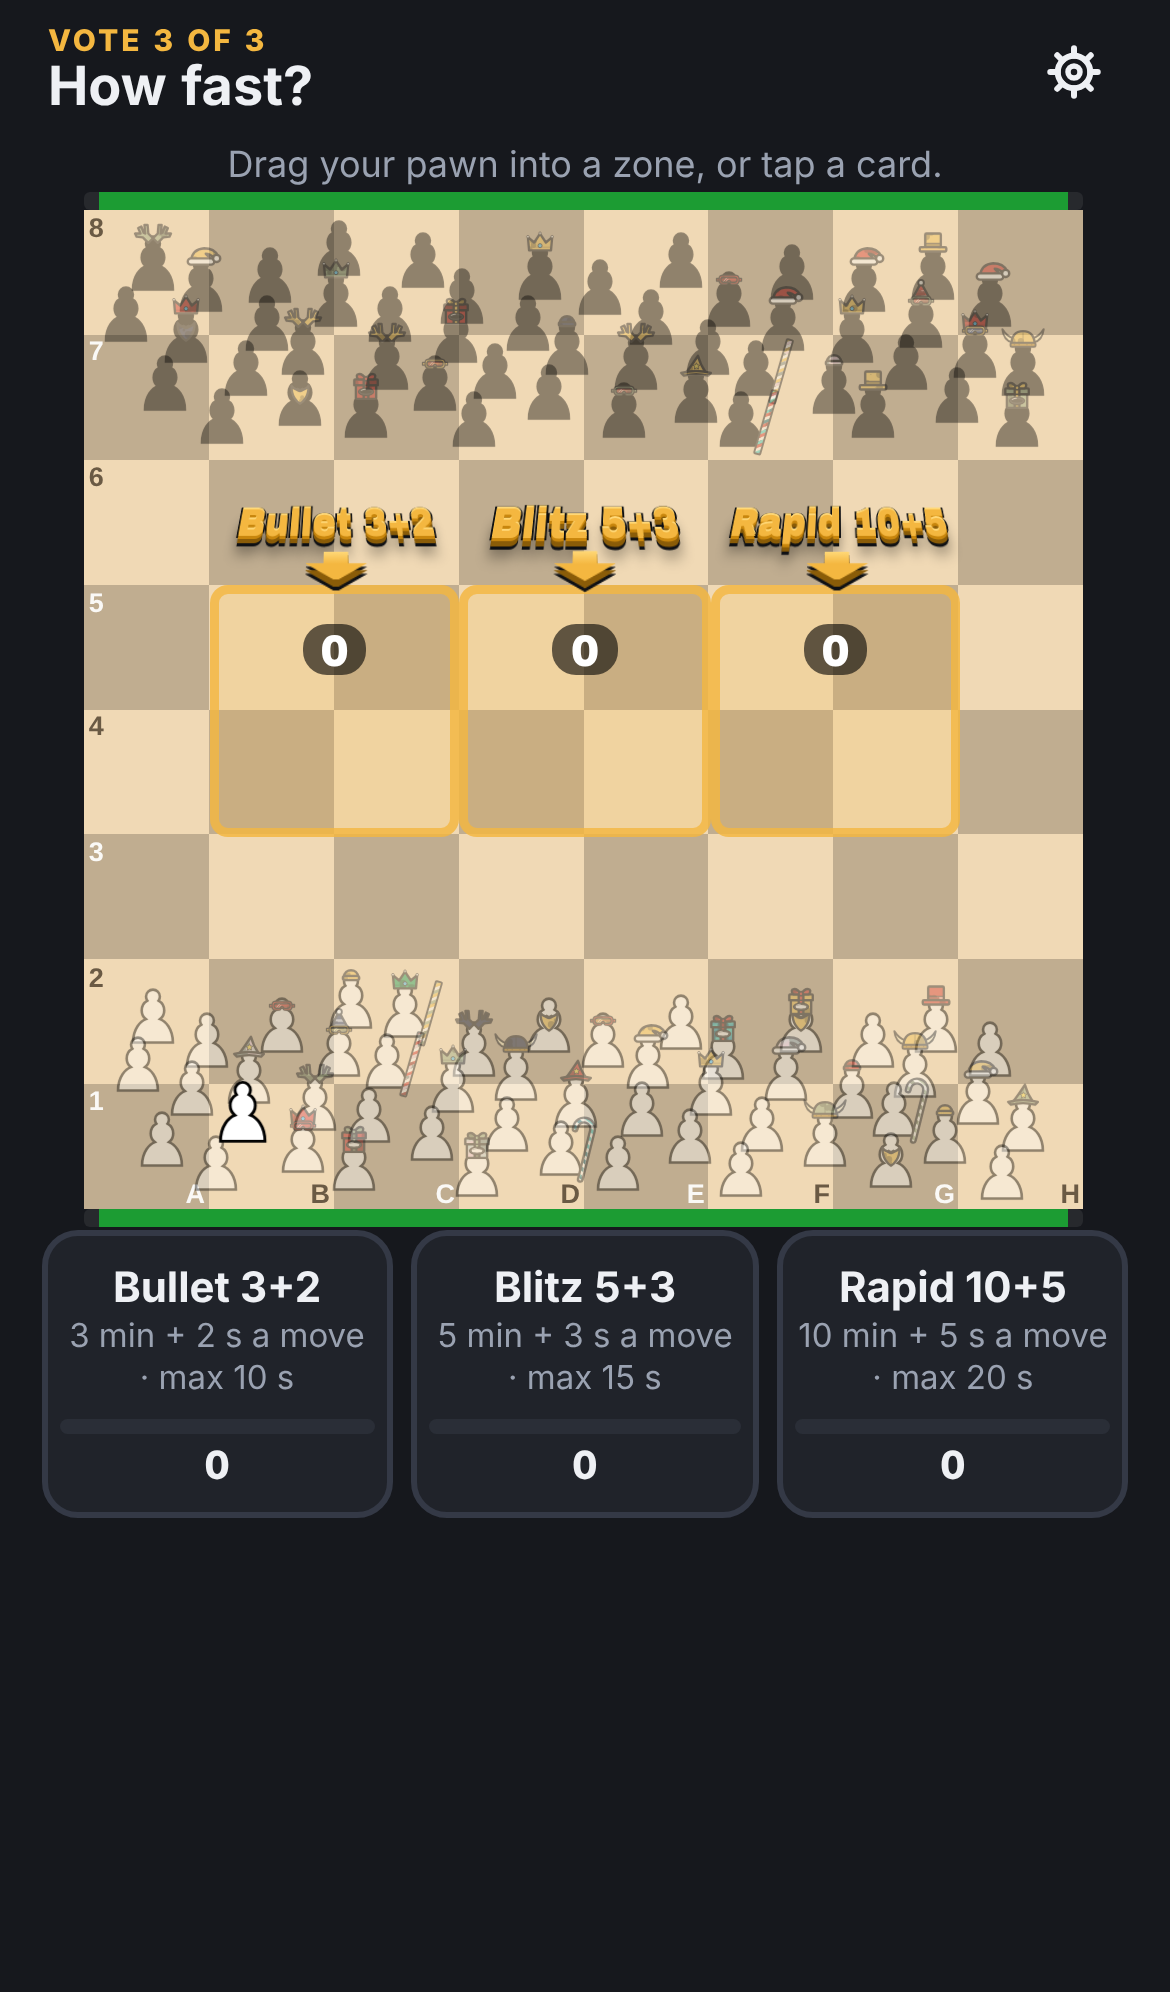 VOTE 3 OF 3
How fast?
Drag your pawn into a zone, or tap a card.
8
7
6
Bullet 3+2
Blitz 5+3
Rapid 10+5
5
0
0
0
4
3
2
1
A
B
C
D
E
F
G
H
Bullet 3+2
3 min + 2 s a move
· max 10 s
0
Blitz 5+3
5 min + 3 s a move
· max 15 s
0
Rapid 10+5
10 min + 5 s a move
· max 20 s
0